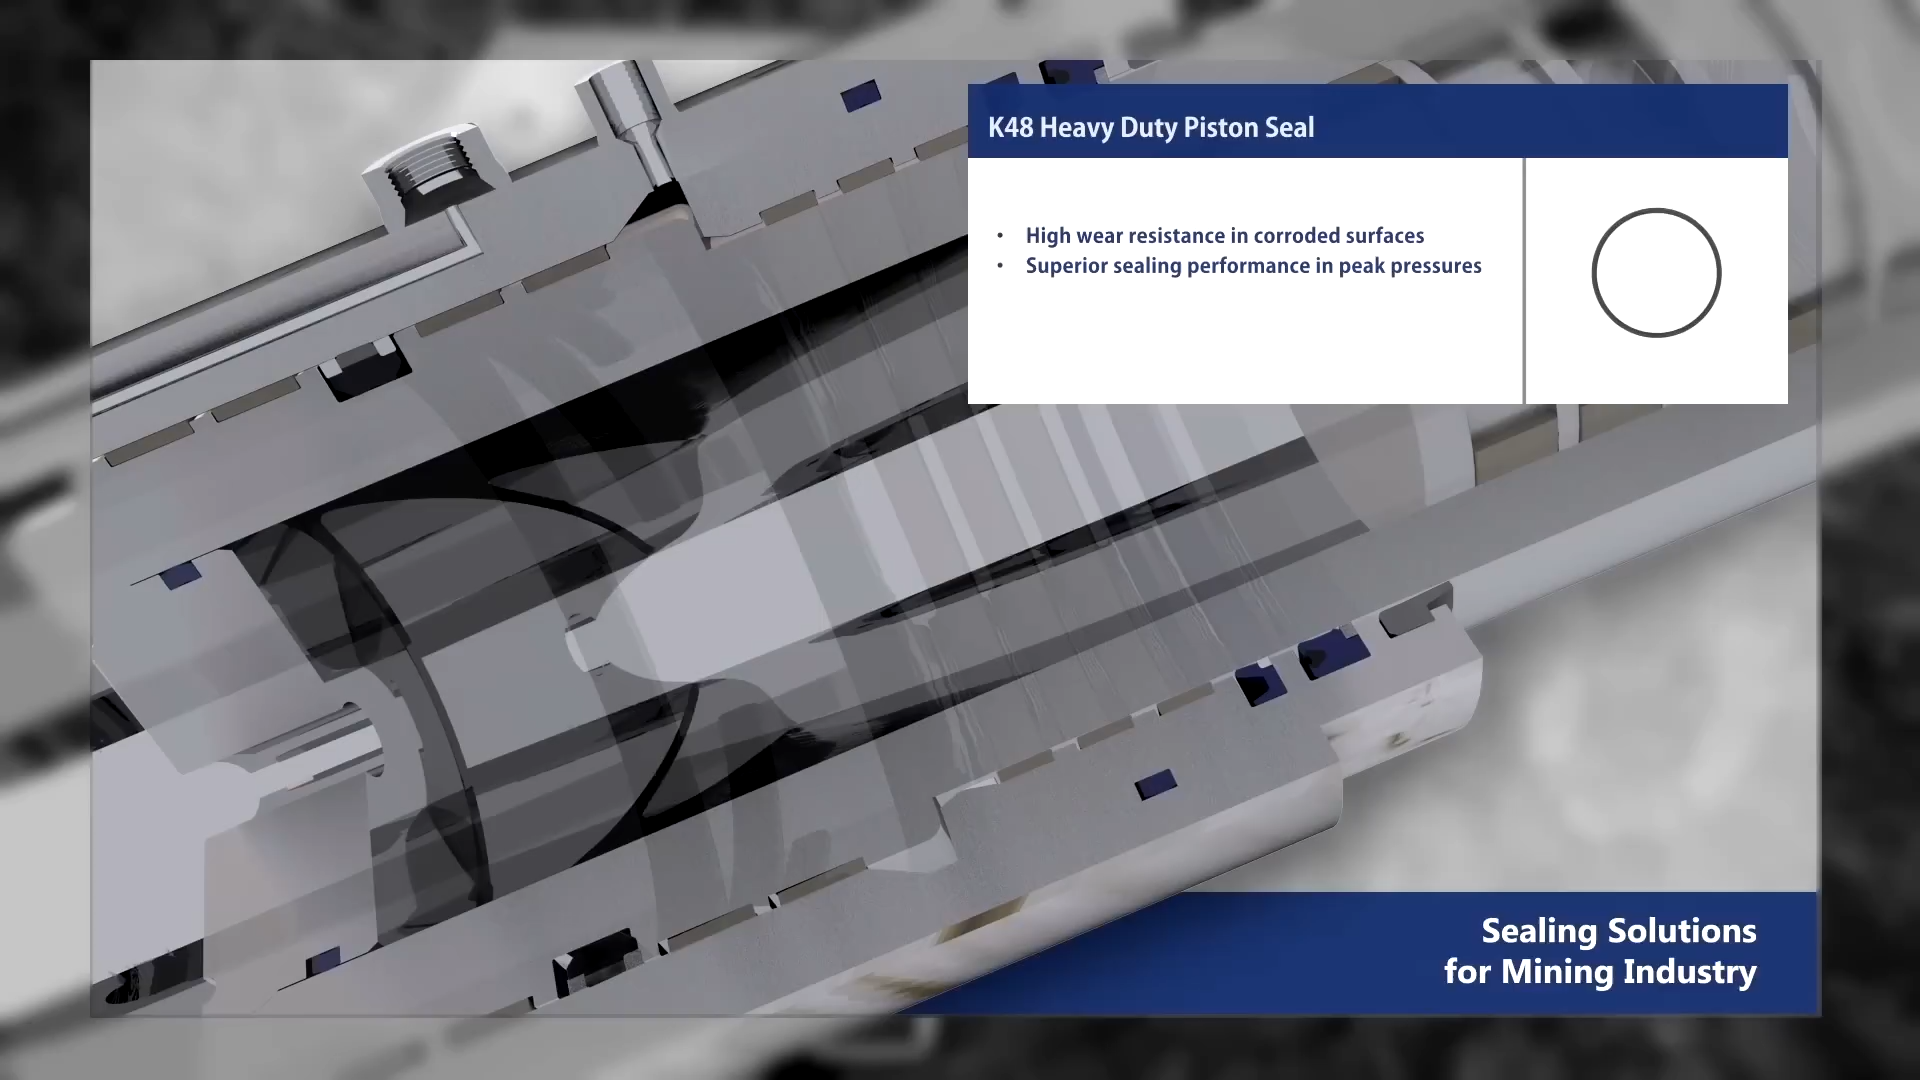 K48 Heavy Duty Piston Seal
• High wear resistance in corroded surfaces
• Superior sealing performance in peak pressures
Sealing Solutions
for Mining Industry